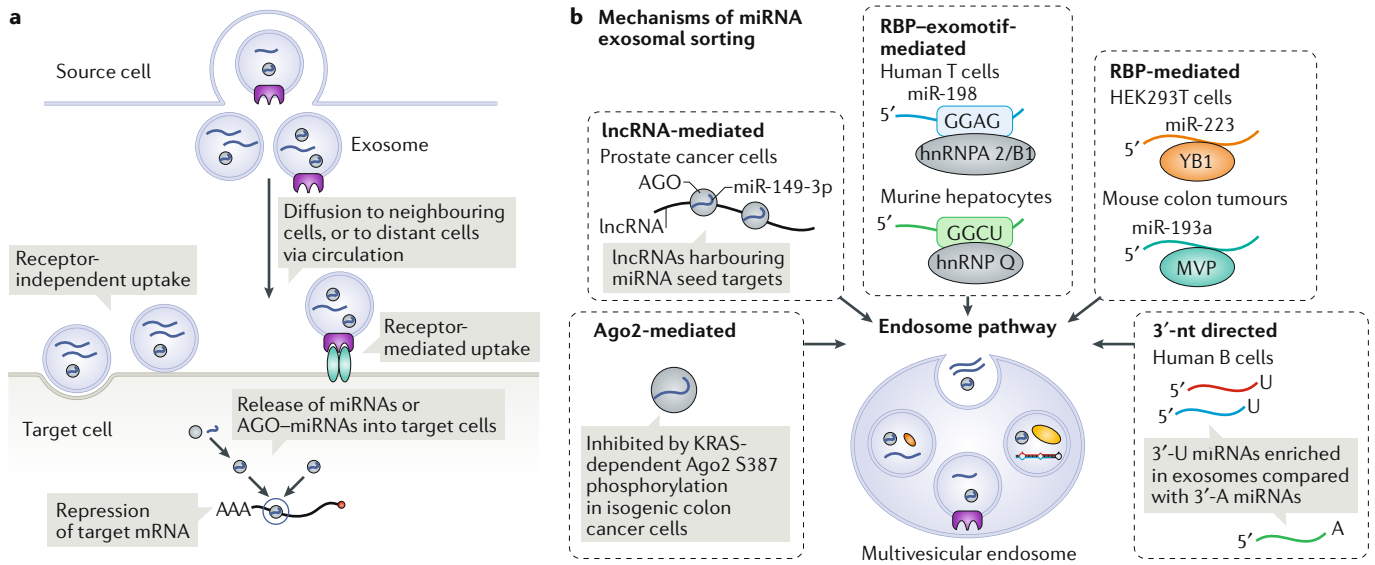 a
Source cell
Exosome
Diffusion to neighbouring
cells, or to distant cells
via circulation
Receptor-
independent uptake
Receptor-
mediated uptake
Target cell
Release of miRNAs or
AGO–miRNAs into target cells
Repression
of target mRNA
AAA
b Mechanisms of miRNA
exosomal sorting
lncRNA-mediated
Prostate cancer cells
AGO
miR-149-3p
lncRNA
lncRNAs harbouring
miRNA seed targets
RBP–exomotif-
mediated
Human T cells
miR-198
5′
GGAG
hnRNPA 2/B1
Murine hepatocytes
5′
GGCU
hnRNP Q
RBP-mediated
HEK293T cells
miR-223
5′
YB1
Mouse colon tumours
miR-193a
5′
MVP
Ago2-mediated
Inhibited by KRAS-
dependent Ago2 S387
phosphorylation
in isogenic colon
cancer cells
Endosome pathway
Multivesicular endosome
3′-nt directed
Human B cells
5′ U
5′ U
3′-U miRNAs enriched
in exosomes compared
with 3′-A miRNAs
5′ A